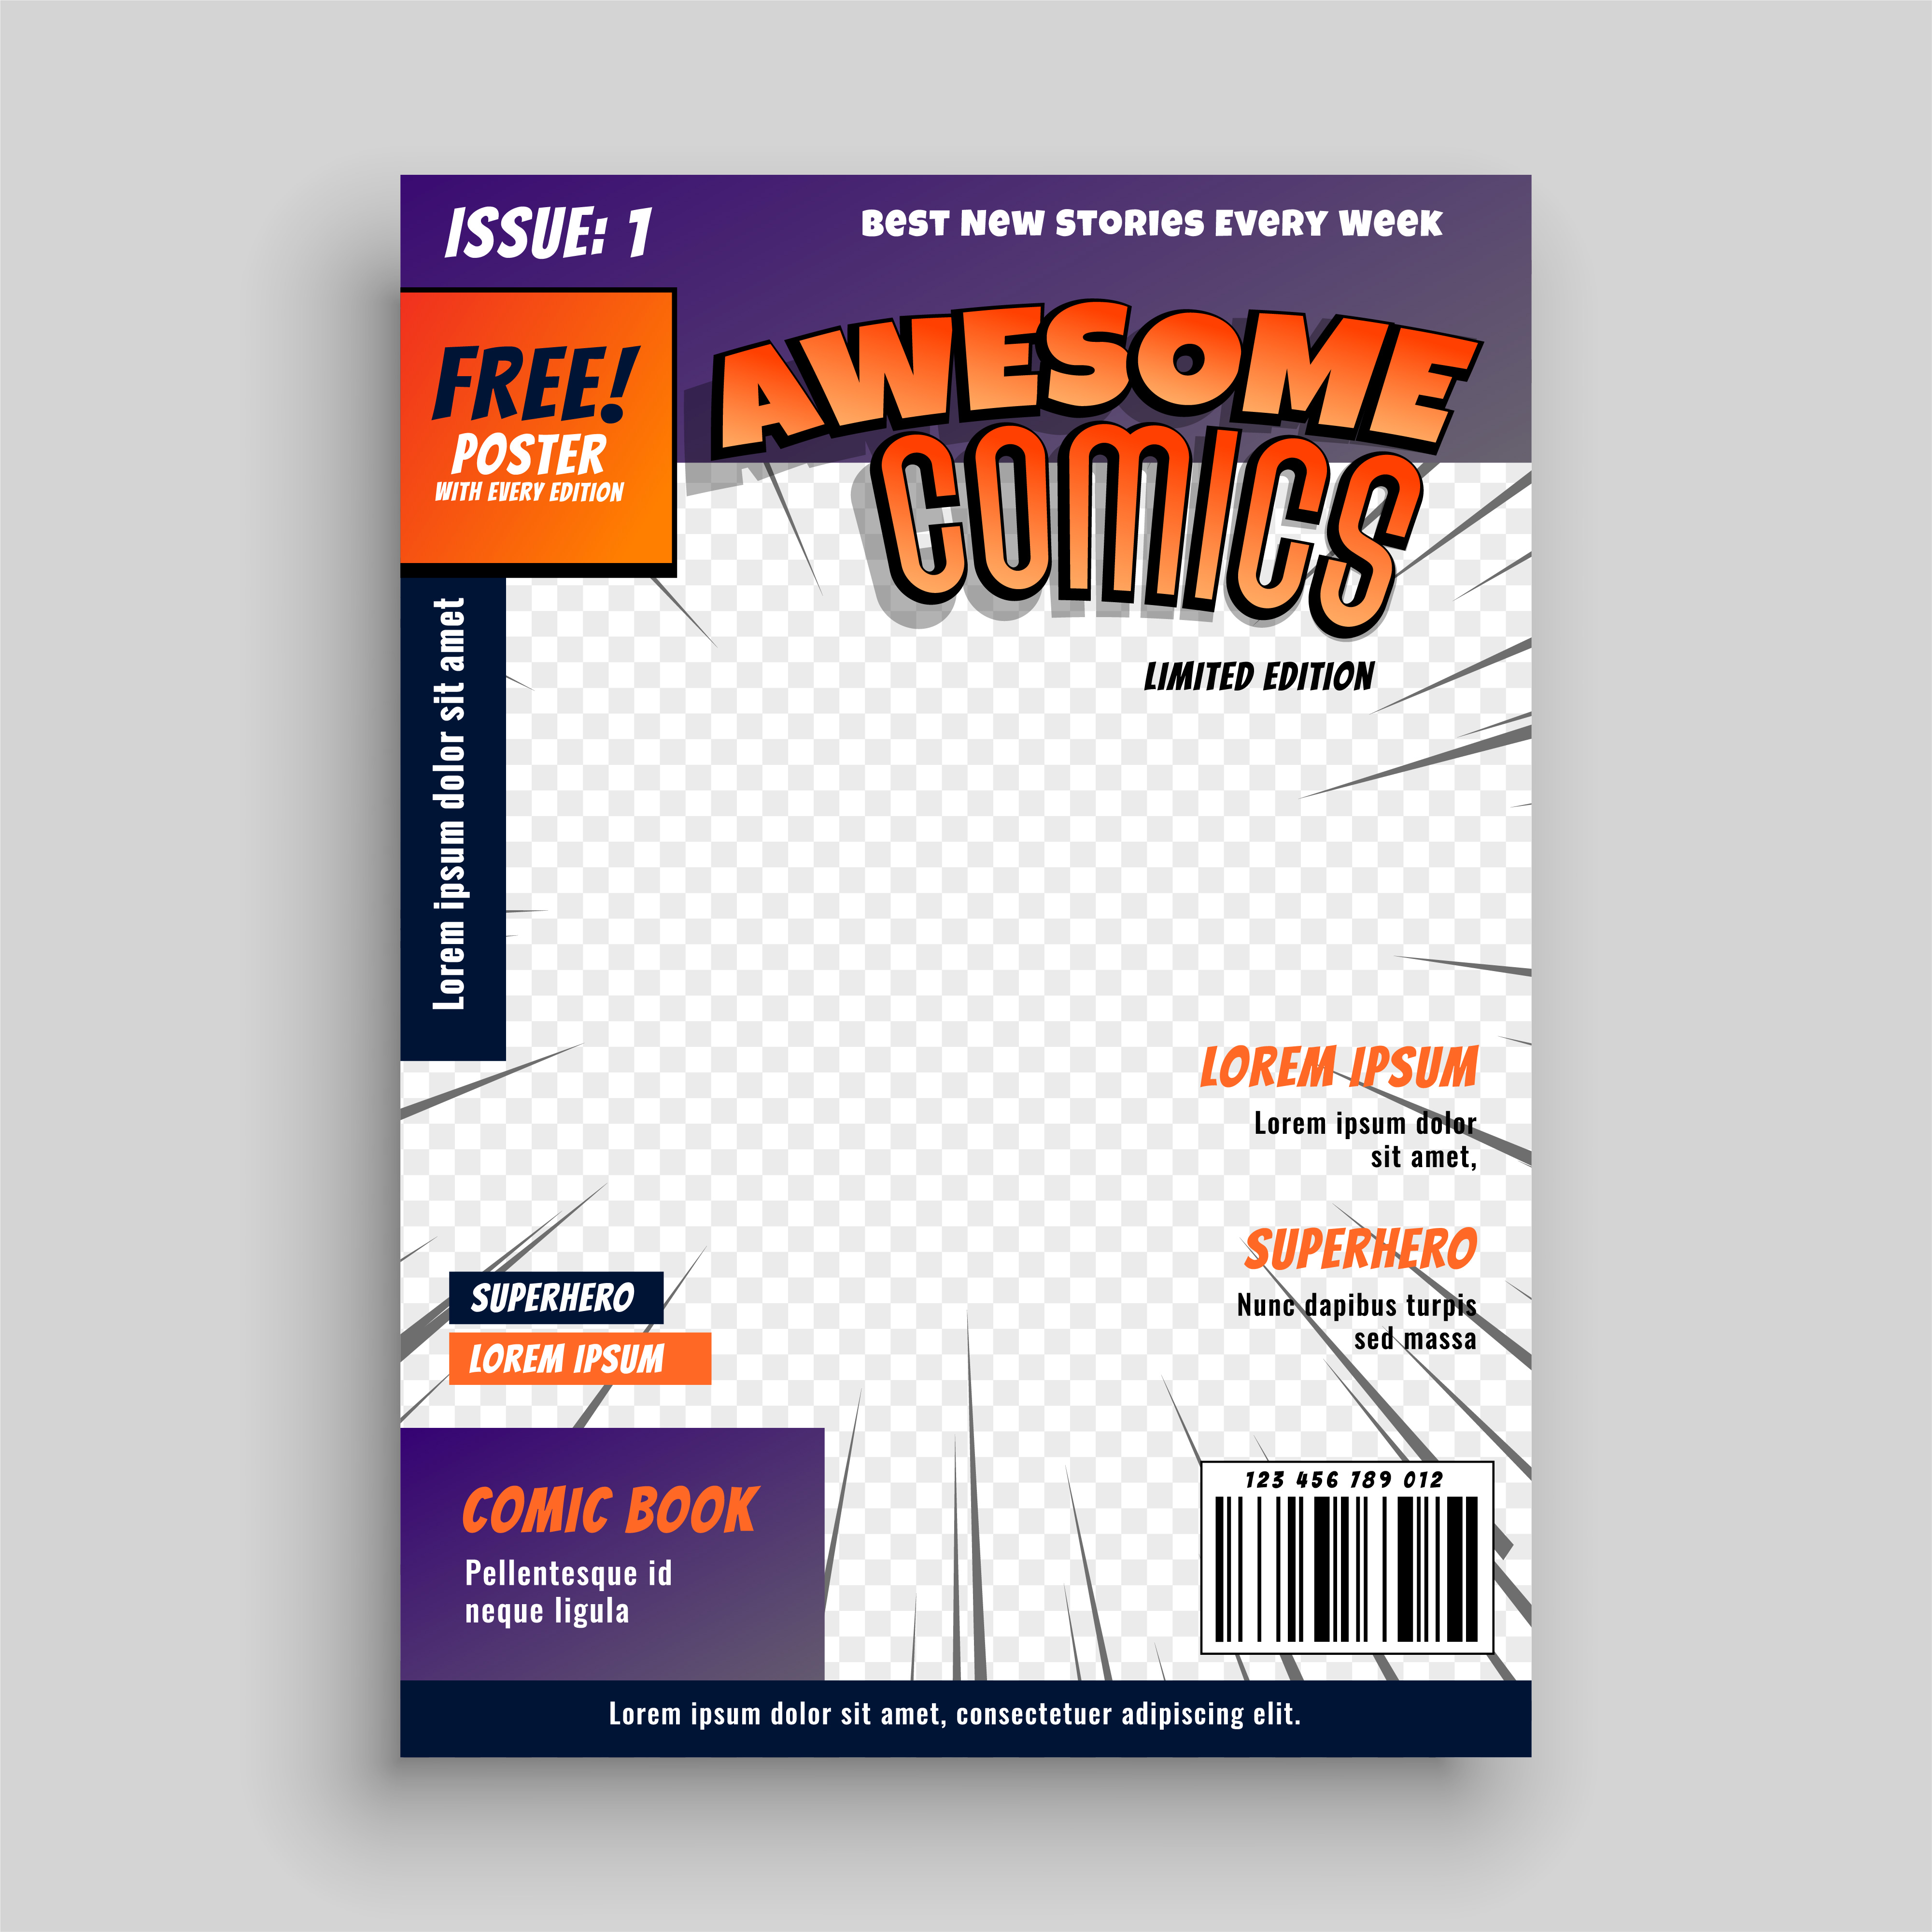 ISSUE: 1
BEST NEW STORIES EVERY WEEK
FREE!
POSTER
WITH EVERY EDITION
AWESOME
COMICS
LIMITED EDITION
Lorem ipsum dolor sit amet
LOREM IPSUM
Lorem ipsum dolor
sit amet,
SUPERHERO
Nunc dapibus turpis
sed massa
SUPERHERO
LOREM IPSUM
COMIC BOOK
Pellentesque id
neque ligula
123 456 789 012
Lorem ipsum dolor sit amet, consectetuer adipiscing elit.